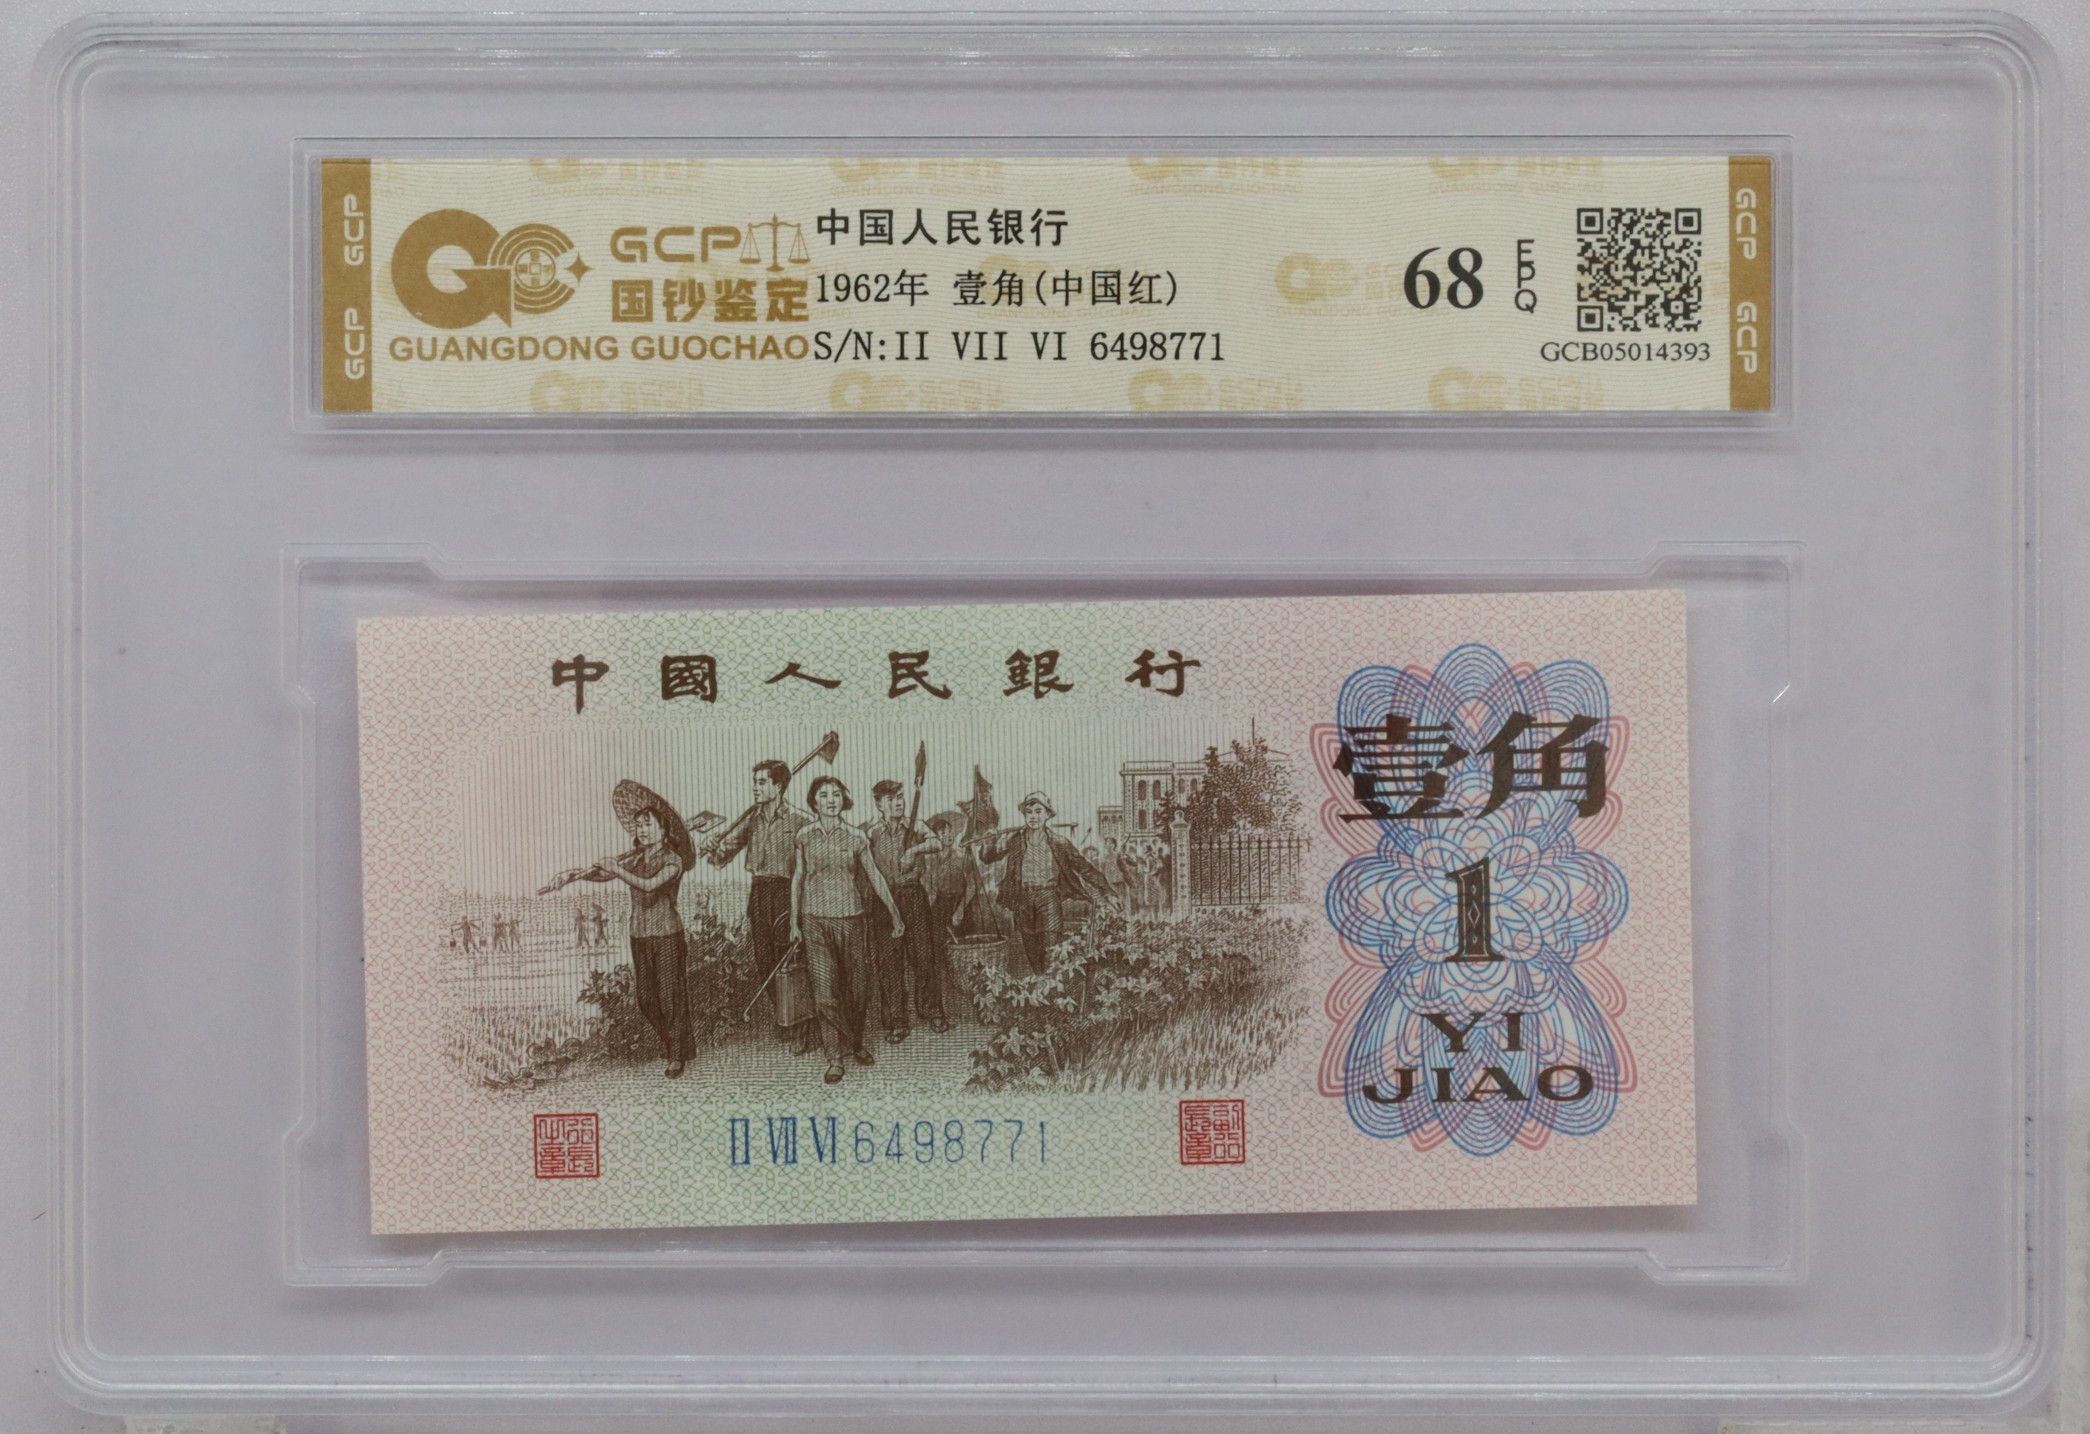 GCP
GCP
GCP
国钞鉴定
GUANGDONG GUOCHAO
中国人民银行
1962年 壹角(中国红)
S/N:II VII VI 6498771
68
EPQ
GCB05014393
GCP
GCP
中國人民銀行
壹角
1
YI
JIAO
II VII VI 6498771